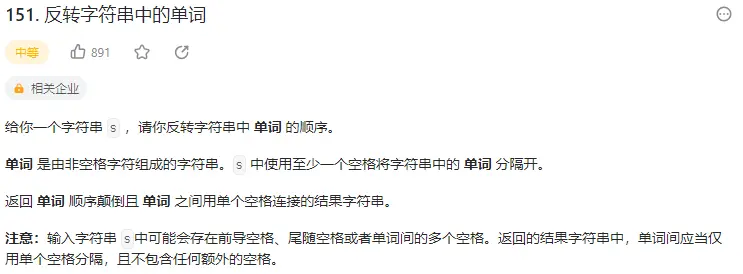 151. 反转字符串中的单词
中等 891
相关企业
给你一个字符串 s ，请你反转字符串中 单词 的顺序。
单词 是由非空格字符组成的字符串。s 中使用至少一个空格将字符串中的 单词 分隔开。
返回 单词 顺序颠倒且 单词 之间用单个空格连接的结果字符串。
注意：输入字符串 s中可能会存在前导空格、尾随空格或者单词间的多个空格。返回的结果字符串中，单词间应当仅
用单个空格分隔，且不包含任何额外的空格。